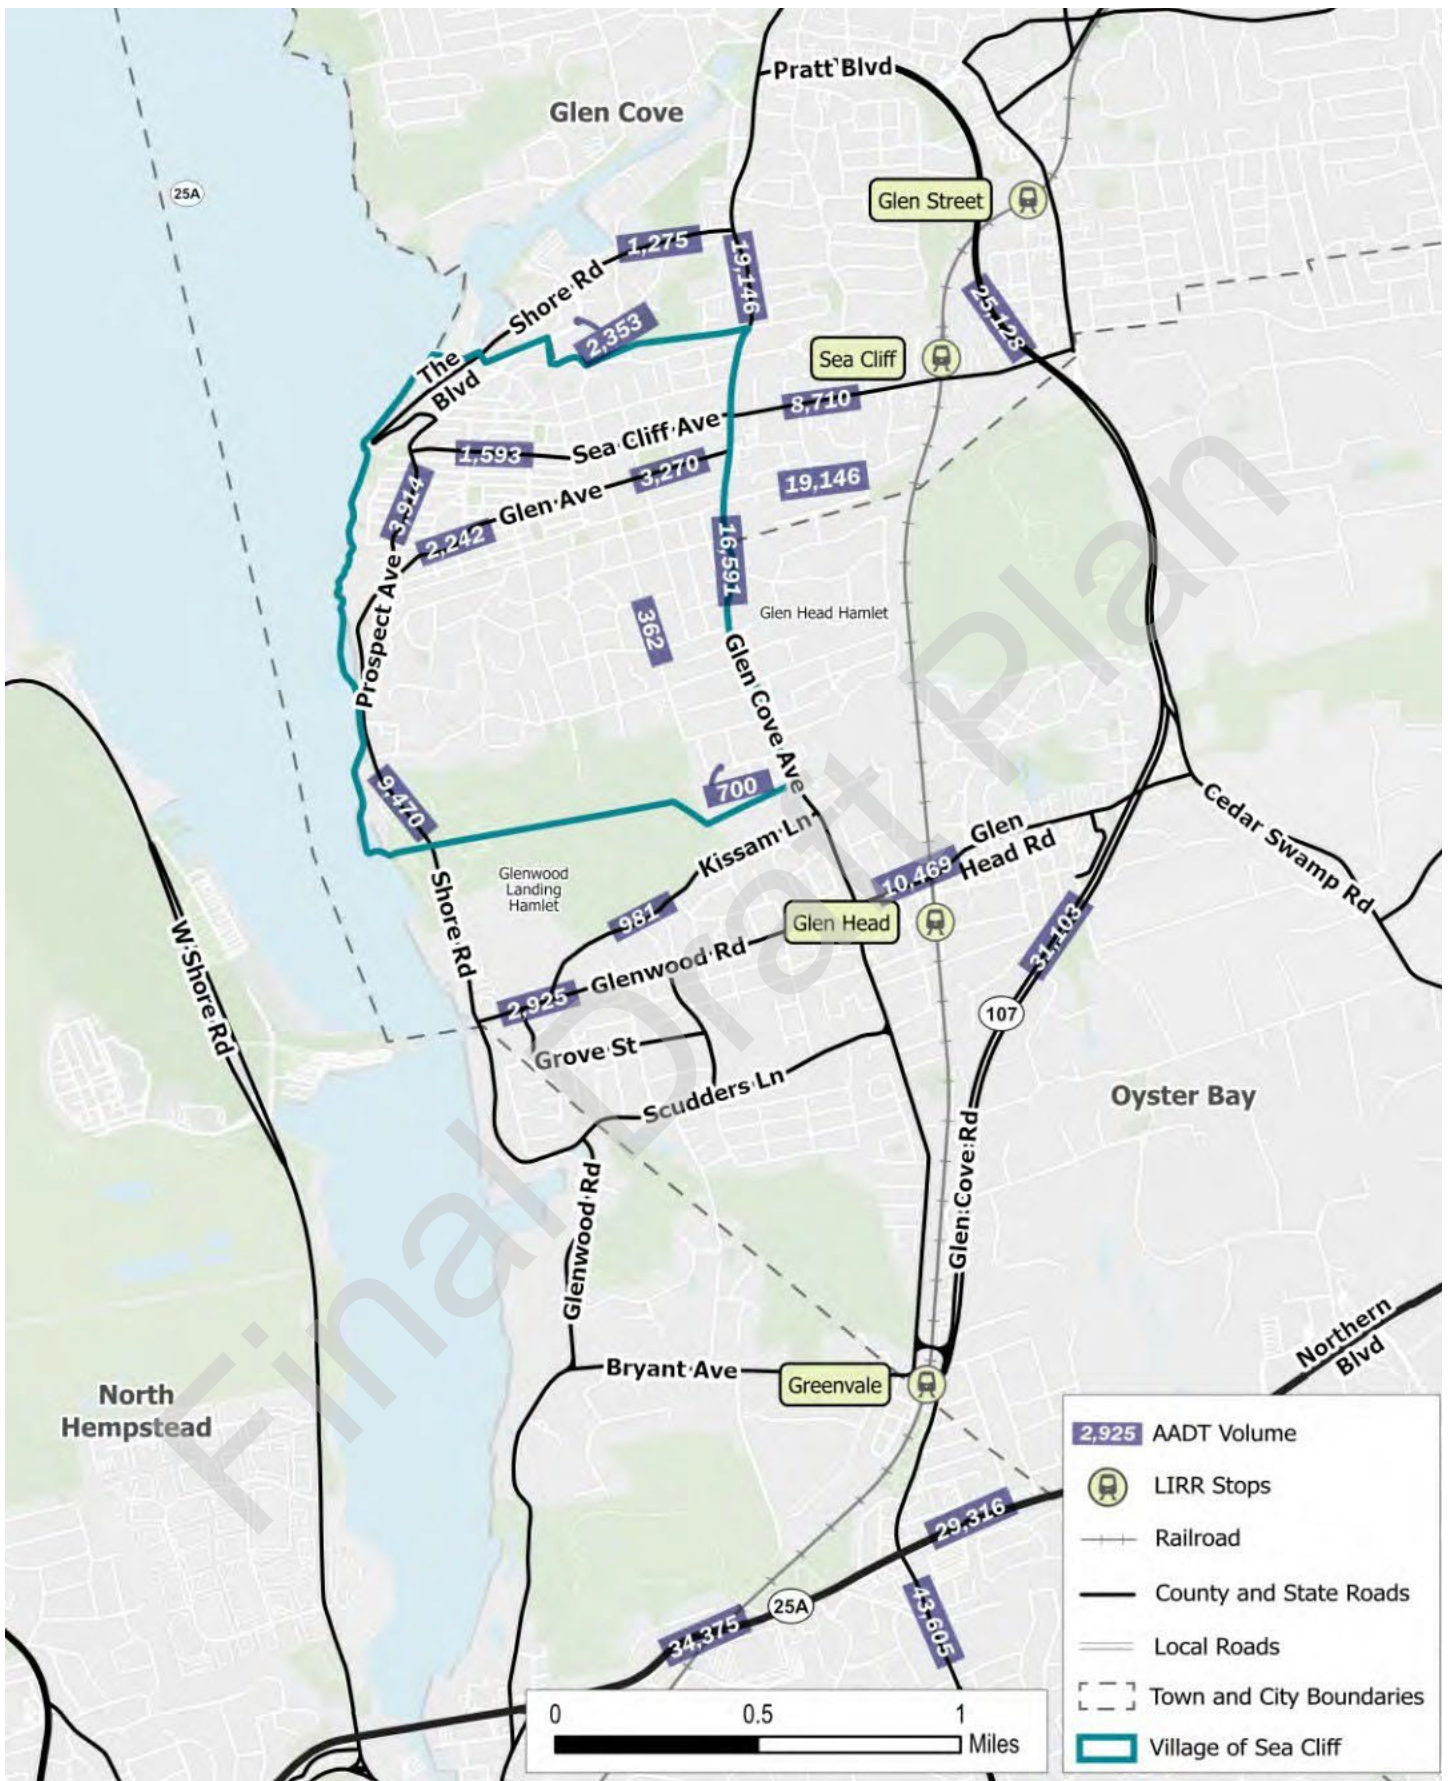 Pratt Blvd
Glen Cove
25A
Glen Street
1,275
19,146
Shore Rd
25,128
2,353
Sea Cliff
The
Blvd
8,710
Sea Cliff Ave
1,593
3,270
19,146
3,914
Glen Ave
2,242
16,591
Prospect Ave
362
Glen Head Hamlet
Glen Cove Ave
9,470
700
Cedar Swamp Rd
Kissam Ln
Glen
Head Rd
10,469
Glenwood
Landing
Hamlet
Shore Rd
981
Glen Head
31,103
W Shore Rd
Glenwood Rd
2,925
107
Grove St
Scudders Ln
Oyster Bay
Glenwood Rd
Glen Cove Rd
Northern
Blvd
Bryant Ave
Greenvale
North
Hempstead
29,316
25A
34,375
43,605
2,925 AADT Volume
LIRR Stops
Railroad
County and State Roads
Local Roads
Town and City Boundaries
Village of Sea Cliff
0 0.5 1
Miles
Final Draft Plan